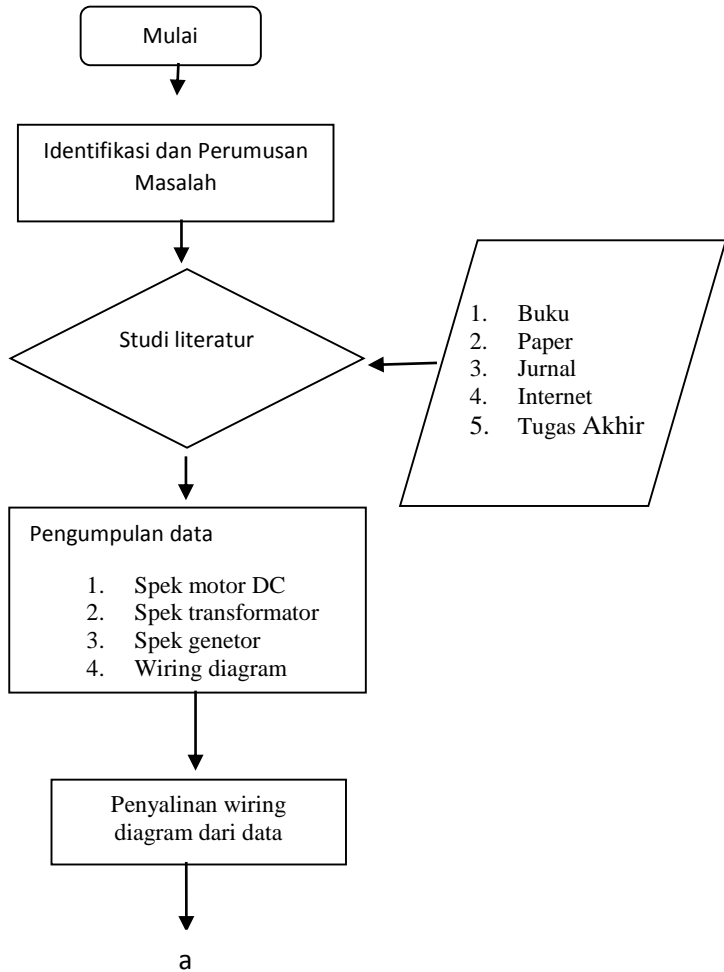 Mulai
Identifikasi dan Perumusan
Masalah
Studi literatur
1. Buku
2. Paper
3. Jurnal
4. Internet
5. Tugas Akhir
Pengumpulan data
1. Spek motor DC
2. Spek transformator
3. Spek genetor
4. Wiring diagram
Penyalinan wiring
diagram dari data
a